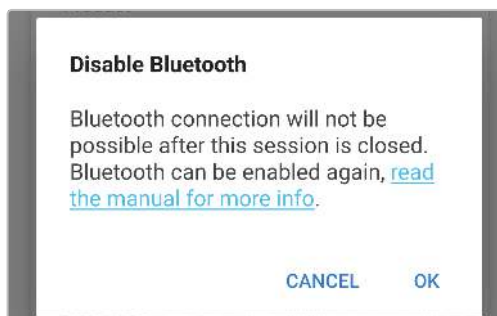 Disable Bluetooth
Bluetooth connection will not be
possible after this session is closed.
Bluetooth can be enabled again, read
the manual for more info.
CANCEL OK